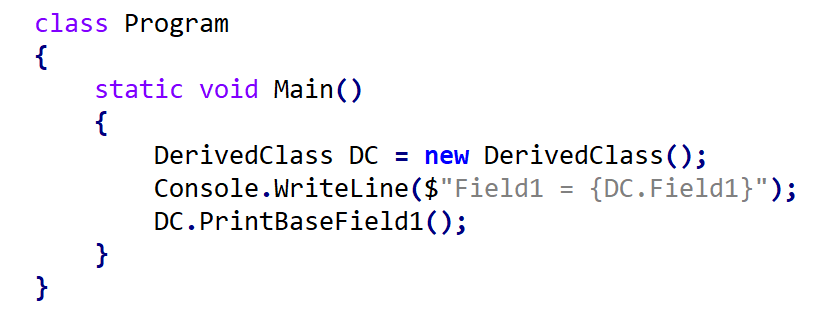 class Program
{
    static void Main()
    {
        DerivedClass DC = new DerivedClass();
        Console.WriteLine($"Field1 = {DC.Field1}");
        DC.PrintBaseField1();
    }
}